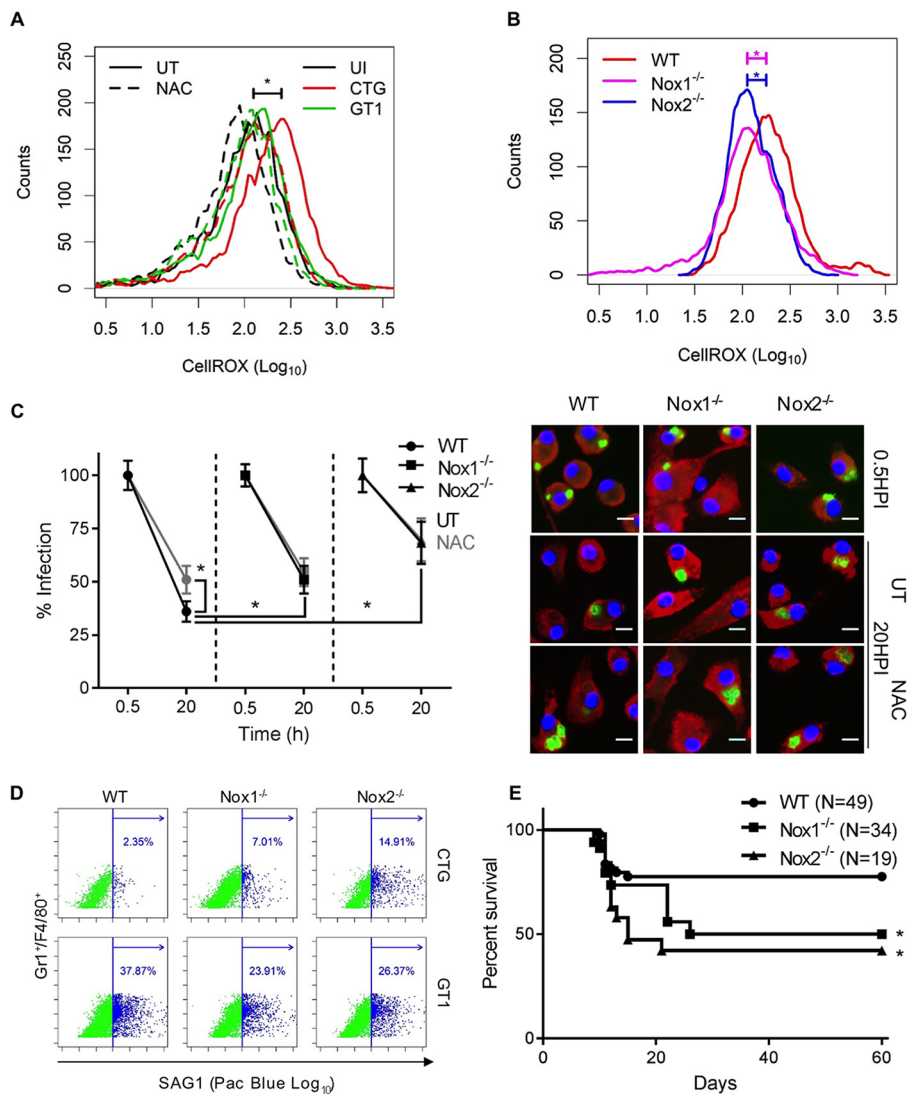 A
UT
NAC
UI
CTG
GT1
*
Counts
0 50 100 150 200 250
0.5 1.0 1.5 2.0 2.5 3.0 3.5
CellROX (Log10)
B
WT
Nox1-/-
Nox2-/-
*
*
Counts
0 50 100 150 200
0.5 1.0 1.5 2.0 2.5 3.0 3.5
CellROX (Log10)
C
WT
Nox1-/-
Nox2-/-
UT
NAC
% Infection
100
75
50
25
0
* * *
0.5 20 0.5 20 0.5 20
Time (h)
WT Nox1-/- Nox2-/-
0.5HPI
UT
20HPI
NAC
D
WT Nox1-/- Nox2-/-
2.35% 7.01% 14.91%
CTG
37.87% 23.91% 26.37%
GT1
Gr1+/F4/80+
SAG1 (Pac Blue Log10)
E
WT (N=49)
Nox1-/- (N=34)
Nox2-/- (N=19)
Percent survival
100
50
0
*
*
0 20 40 60
Days